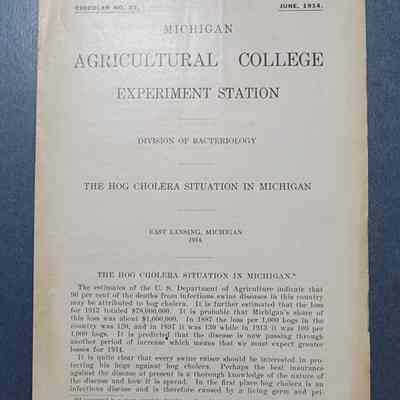 CIRCULAR NO. 23.
JUNE, 1914.
MICHIGAN
AGRICULTURAL COLLEGE
EXPERIMENT STATION
DIVISION OF BACTERIOLOGY
THE HOG CHOLERA SITUATION IN MICHIGAN
EAST LANSING, MICHIGAN
1914.
THE HOG CHOLERA SITUATION IN MICHIGAN.*
The estimates of the U. S. Department of Agriculture indicate that
90 per cent of the deaths from infectious swine diseases in this country
may be attributed to hog cholera. It is further estimated that the loss
for 1912 totaled $78,000,000. It is probable that Michigan's share of
this loss was about $1,000,000. In 1887 the loss per 1,000 hogs in the
country was 120, and in 1897 it was 130 while in 1913 it was 109 per
1,000 hogs. It is predicted that the disease is now passing through
another period of increase which means that we must expect greater
losses for 1914.
It is quite clear that every swine raiser should be interested in pro-
tecting his hogs against hog cholera. Perhaps the best insurance
against the disease at present is a thorough knowledge of the nature of
the disease and how it is spread. In the first place hog cholera is an
infectious disease and is therefore caused by a living germ and pri-